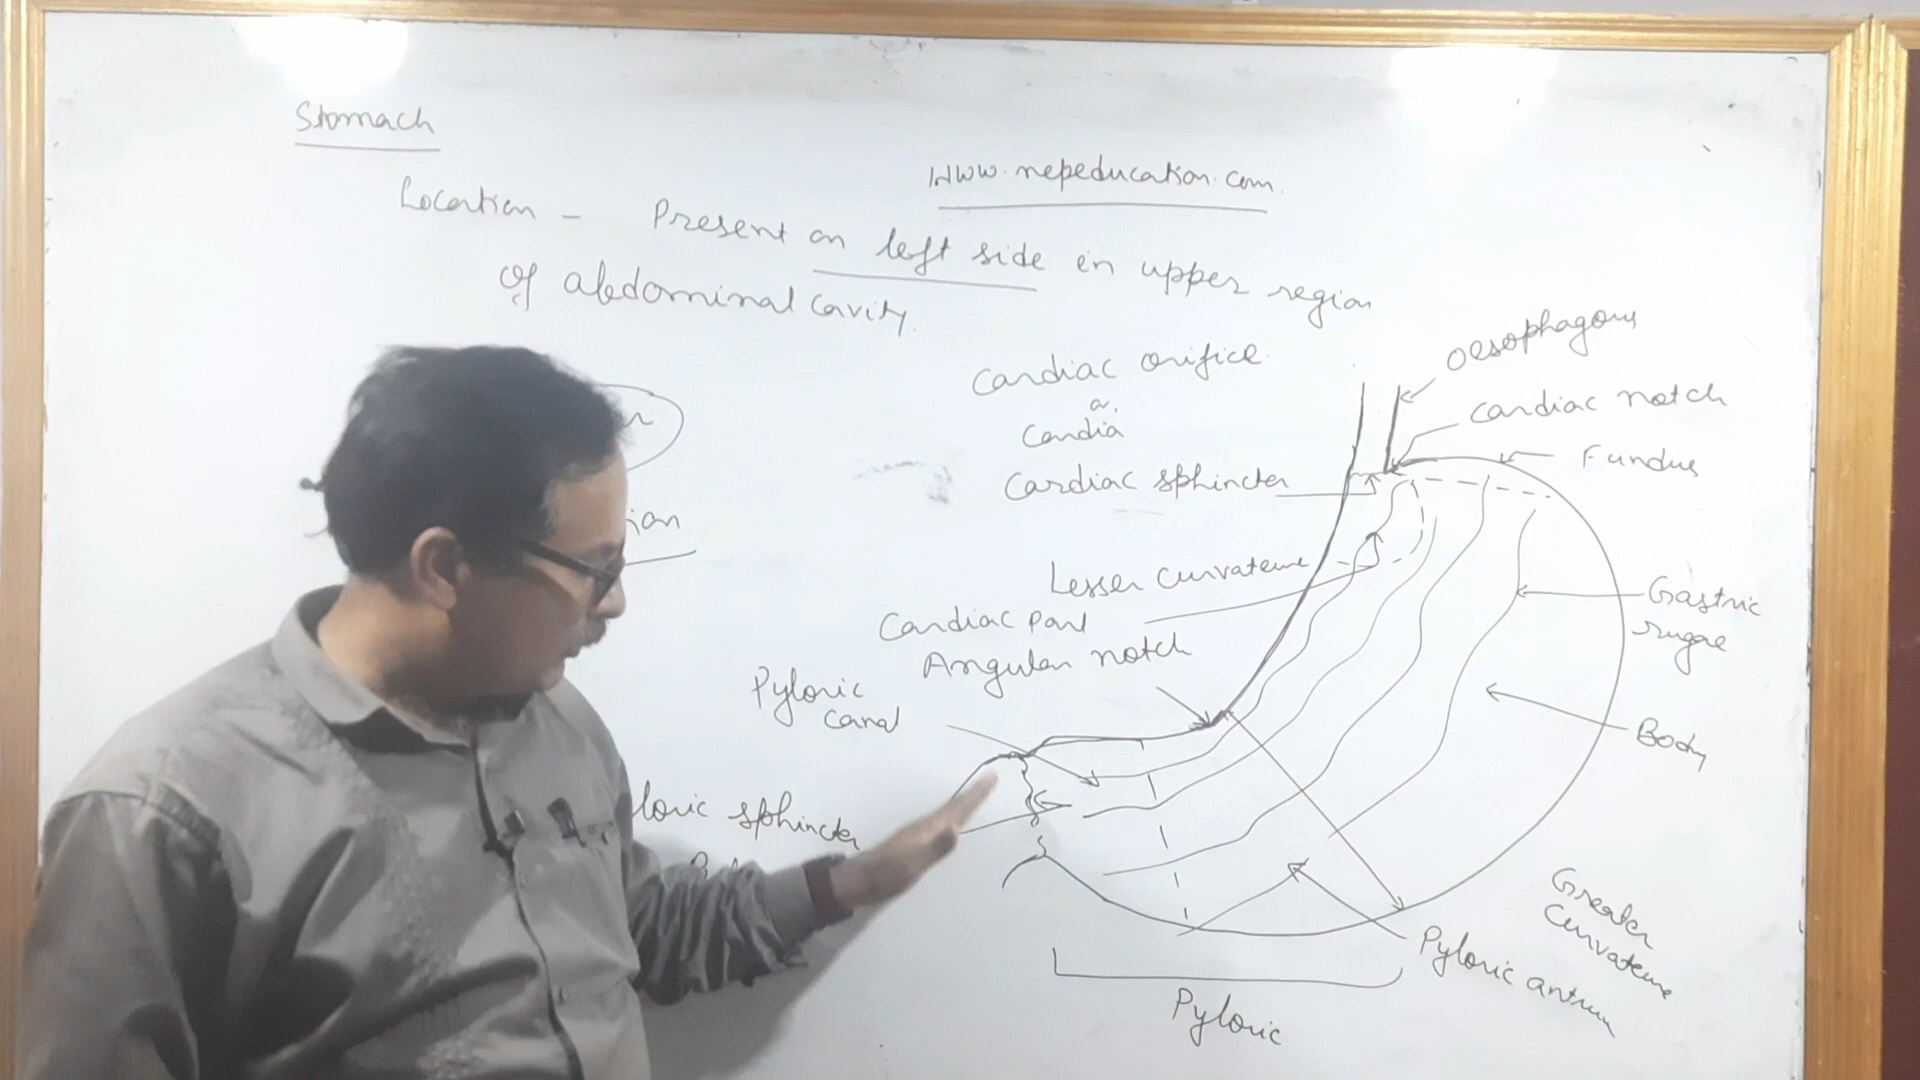 Stomach
www.nepeducation.com.
Location - Present on left side in upper region
of abdominal cavity.
Cardiac orifice
Cardia
Cardiac sphincter
Lesser curvature
Cardiac part
Angular notch
Pyloric
canal
loric sphincter
Oesophagous
Cardiac notch
Fundus
Gastric
rugae
Body
Greater
Curvature
Pyloric antrum
Pyloric